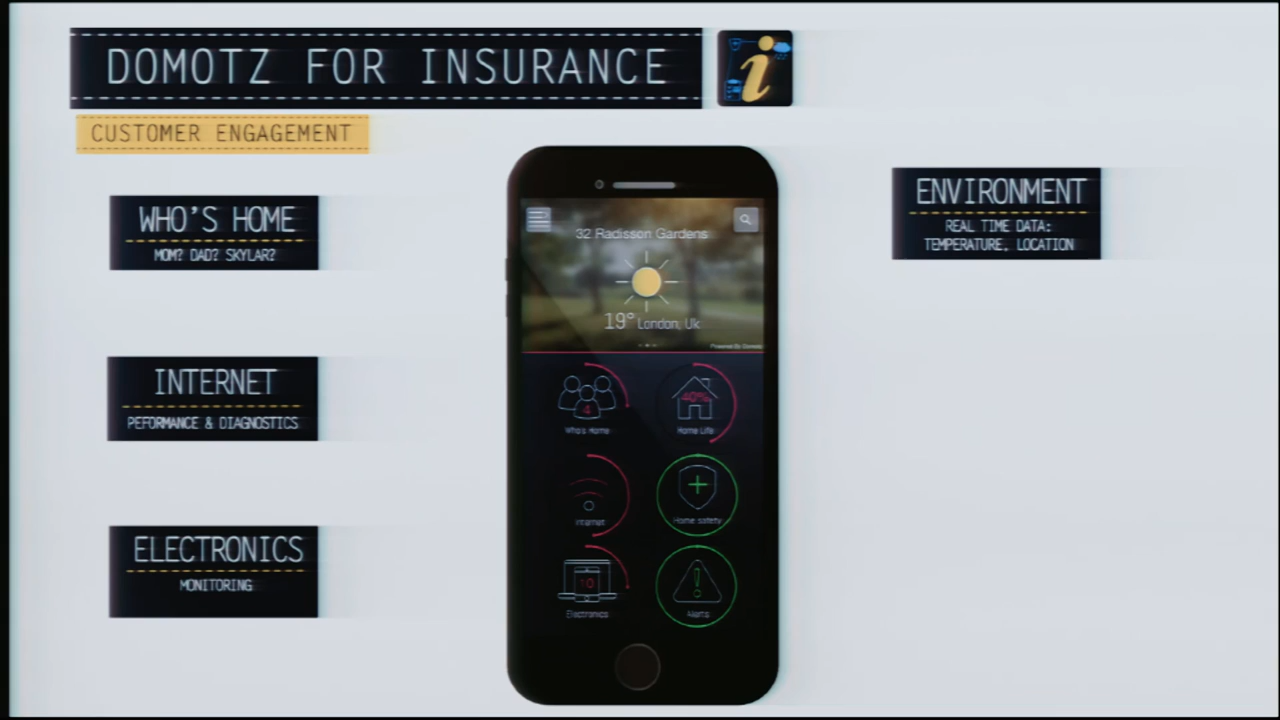 DOMOTZ FOR INSURANCE
i
CUSTOMER ENGAGEMENT
WHO'S HOME
MOM? DAD? SKYLAR?
INTERNET
PEFORMANCE & DIAGNOSTICS
ELECTRONICS
MONITORING
32 Radisson Gardens
19° London, Uk
Powered By Domotz
4
Who's Home
40%
Home Life
Internet
Home safety
10
Electronics
Alerts
ENVIRONMENT
REAL TIME DATA:
TEMPERATURE, LOCATION